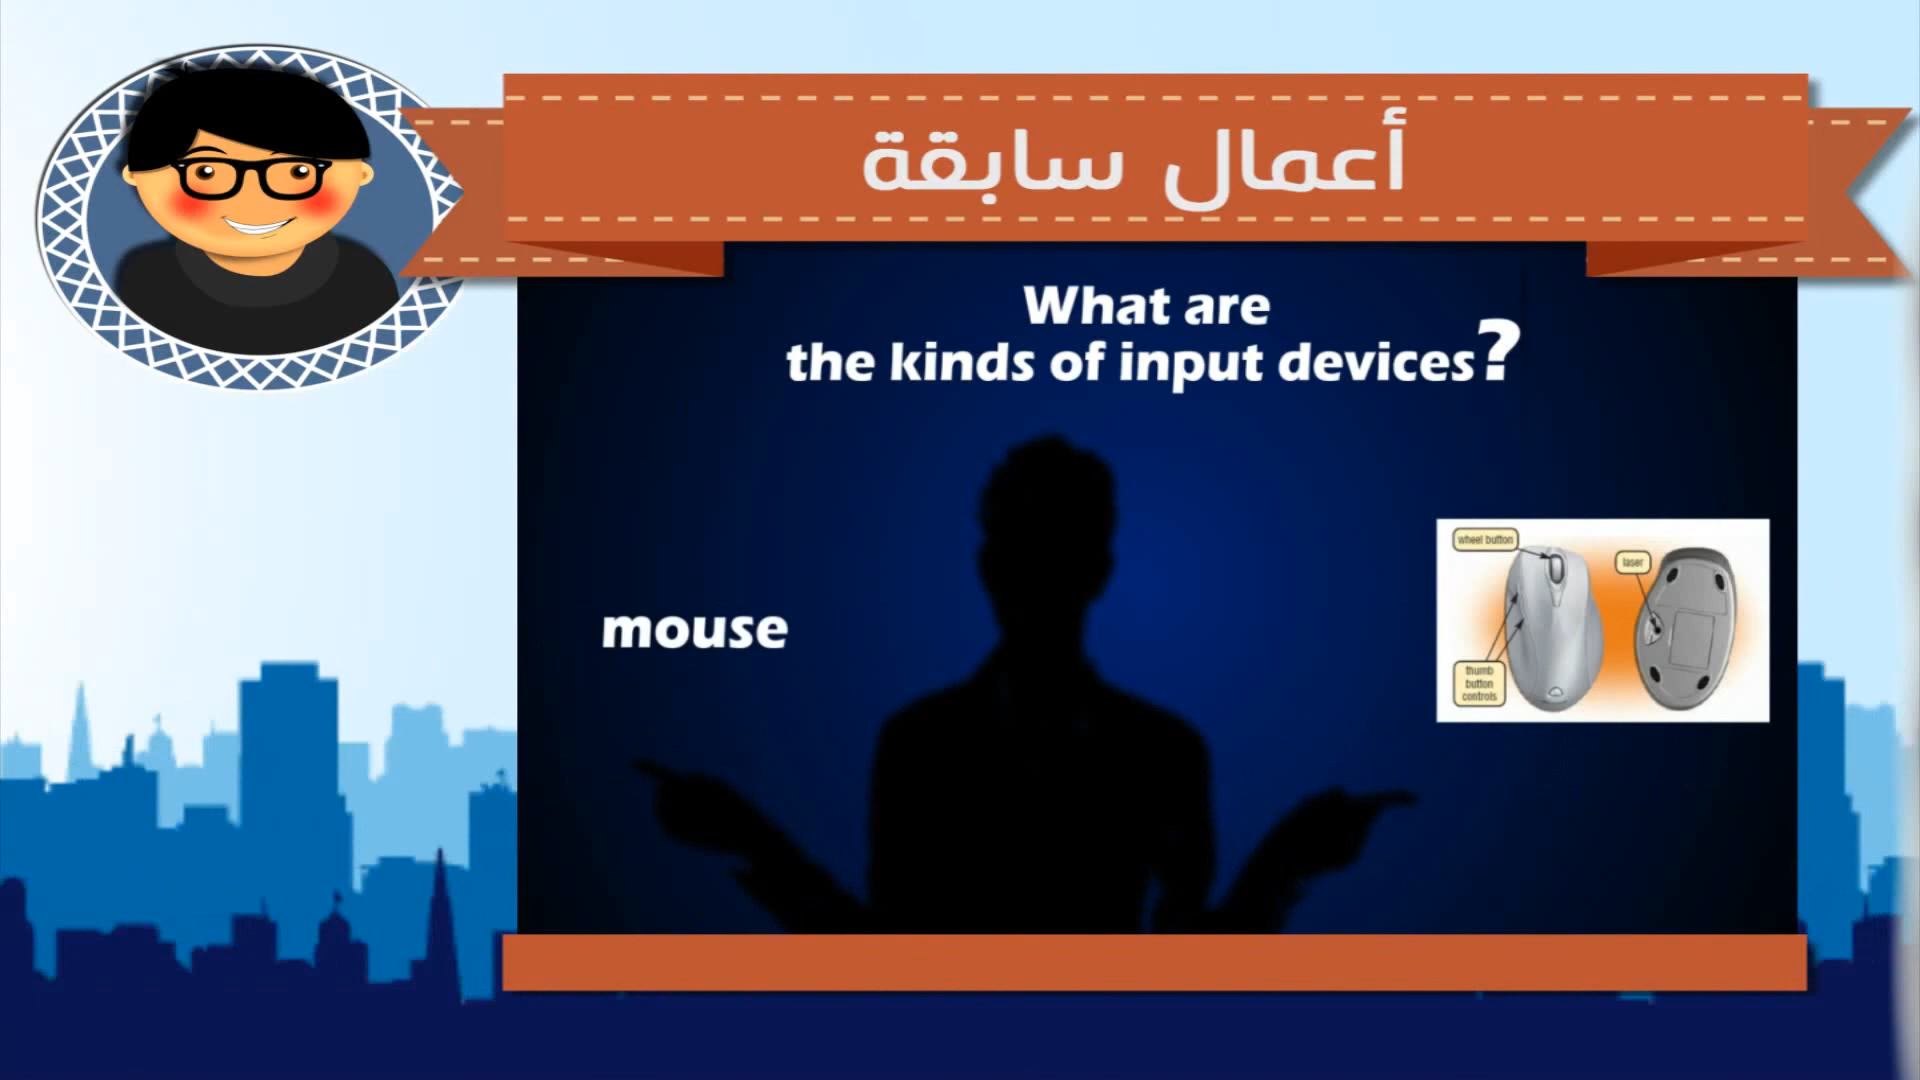 أعمال سابقة
What are
the kinds of input devices?
mouse
wheel button
laser
thumb
button
controls